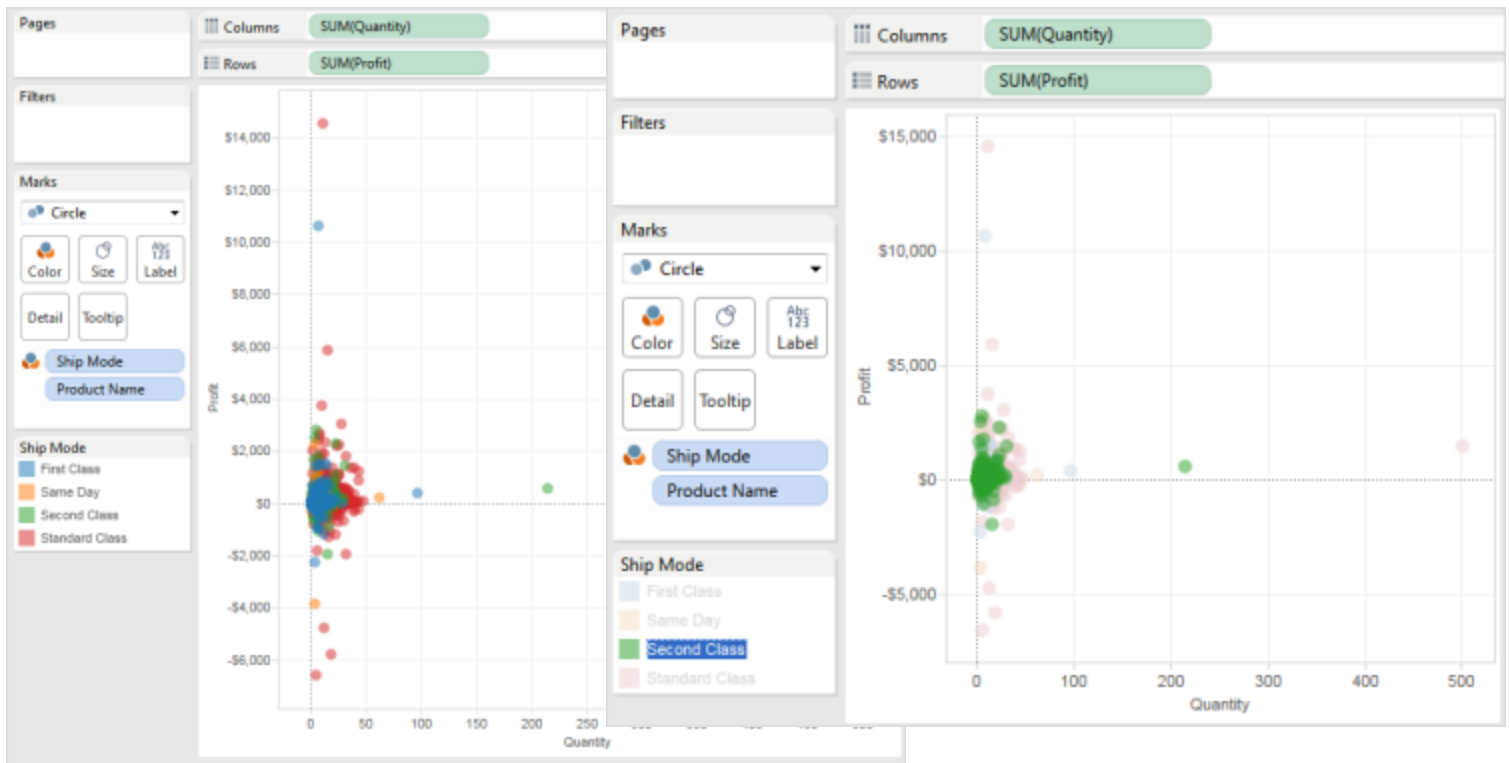 Pages
Columns
SUM(Quantity)
Rows
SUM(Profit)
Filters
Marks
Circle
Color
Size
Abc
123
Label
Detail
Tooltip
Ship Mode
Product Name
Ship Mode
First Class
Same Day
Second Class
Standard Class
$14,000
$12,000
$10,000
$8,000
$6,000
$4,000
$2,000
$0
-$2,000
-$4,000
-$6,000
Profit
0 50 100 150 200 250
Quantity
Pages
Columns
SUM(Quantity)
Rows
SUM(Profit)
Filters
Marks
Circle
Color
Size
Abc
123
Label
Detail
Tooltip
Ship Mode
Product Name
Ship Mode
First Class
Same Day
Second Class
Standard Class
$15,000
$10,000
$5,000
$0
-$5,000
Profit
0 100 200 300 400 500
Quantity